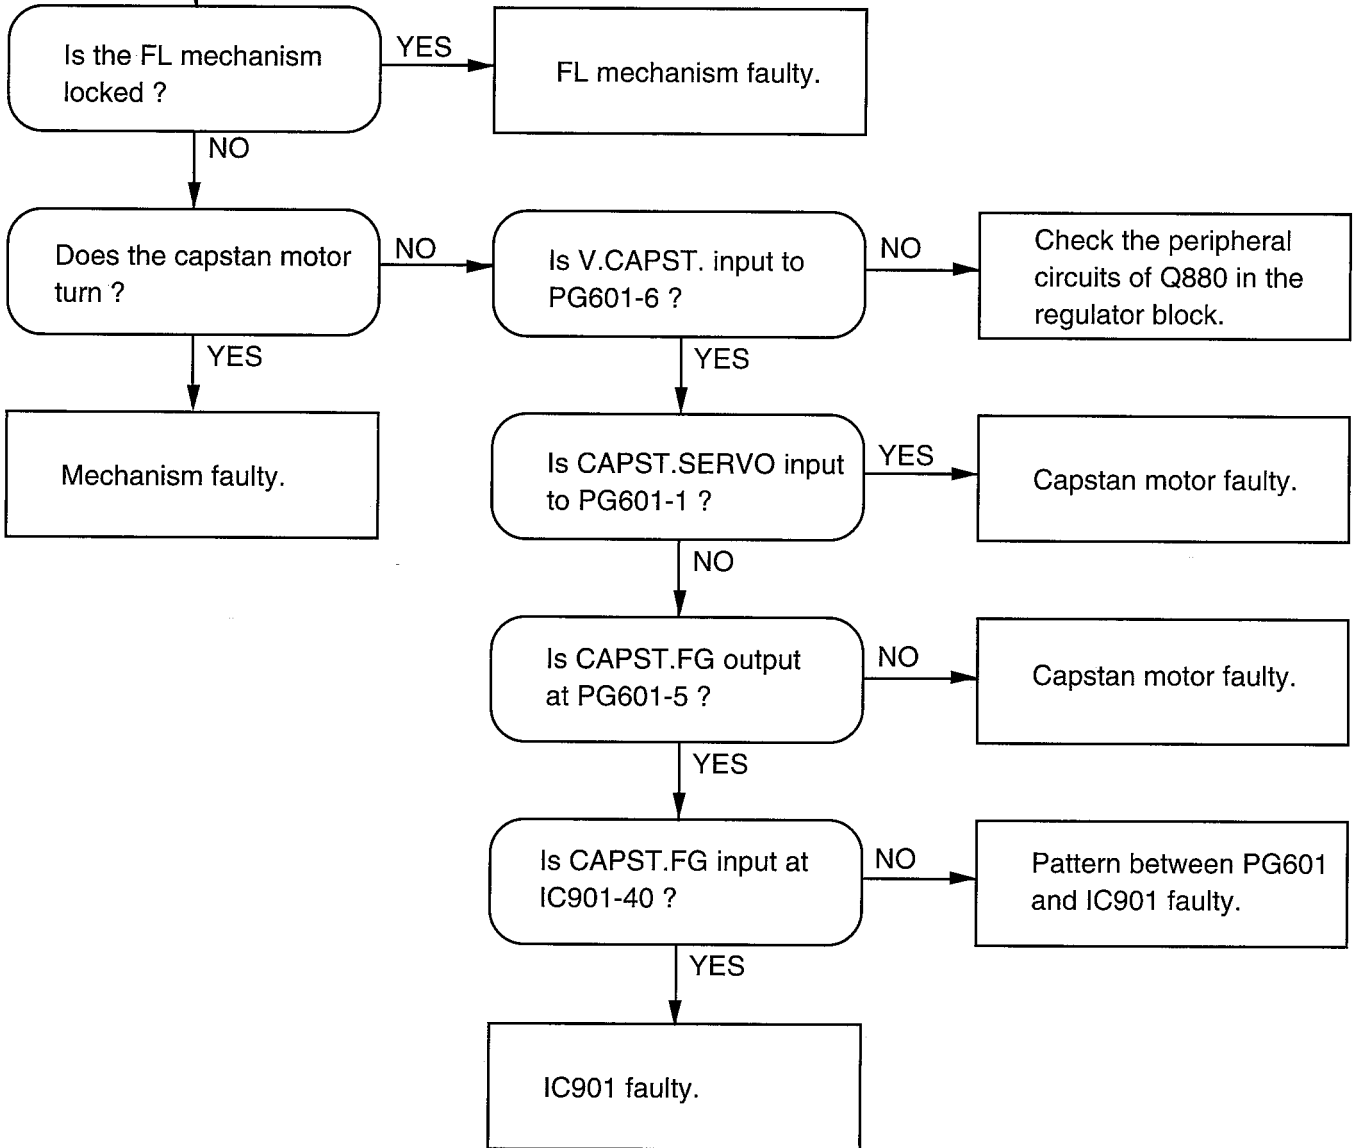 Is the FL mechanism
locked ?
YES
FL mechanism faulty.
NO
Does the capstan motor
turn ?
NO
Is V.CAPST. input to
PG601-6 ?
NO
Check the peripheral
circuits of Q880 in the
regulator block.
YES
YES
Mechanism faulty.
Is CAPST.SERVO input
to PG601-1 ?
YES
Capstan motor faulty.
NO
Is CAPST.FG output
at PG601-5 ?
NO
Capstan motor faulty.
YES
Is CAPST.FG input at
IC901-40 ?
NO
Pattern between PG601
and IC901 faulty.
YES
IC901 faulty.